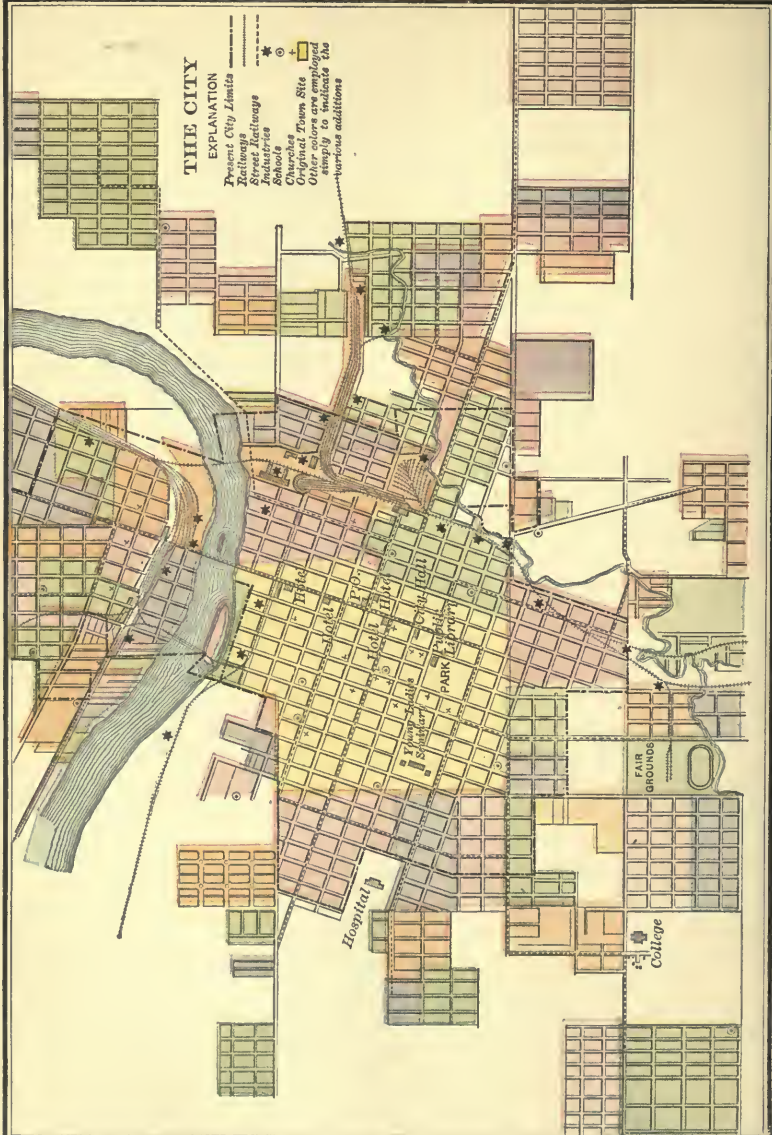 THE CITY
EXPLANATION
Present City Limits
Railways
Street Railways
Industries
Schools
Churches
Original Town Site
Other colors are employed
simply to indicate the
various additions
Hotel
Hotel
P.O.
Hotel
Hotel
City Hall
Public
Library
PARK
Young Ladies
Seminary
FAIR
GROUNDS
Hospital
College